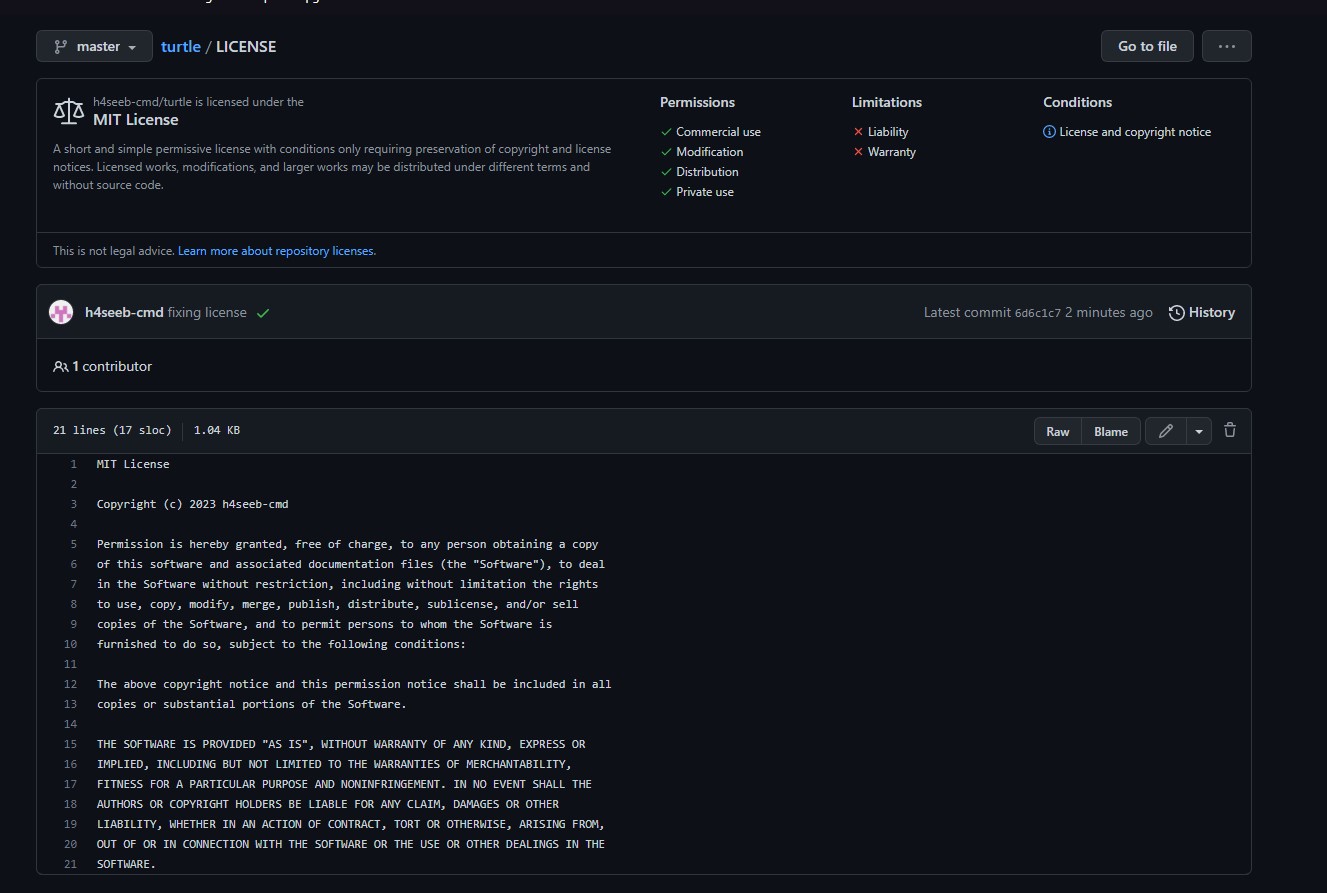 master
turtle / LICENSE
Go to file
...
h4seeb-cmd/turtle is licensed under the
MIT License
A short and simple permissive license with conditions only requiring preservation of copyright and license
notices. Licensed works, modifications, and larger works may be distributed under different terms and
without source code.
Permissions
Commercial use
Modification
Distribution
Private use
Limitations
Liability
Warranty
Conditions
License and copyright notice
This is not legal advice. Learn more about repository licenses.
h4seeb-cmd fixing license
Latest commit 6d6c1c7 2 minutes ago
History
1 contributor
21 lines (17 sloc)
1.04 KB
Raw
Blame
1 MIT License
2
3 Copyright (c) 2023 h4seeb-cmd
4
5 Permission is hereby granted, free of charge, to any person obtaining a copy
6 of this software and associated documentation files (the "Software"), to deal
7 in the Software without restriction, including without limitation the rights
8 to use, copy, modify, merge, publish, distribute, sublicense, and/or sell
9 copies of the Software, and to permit persons to whom the Software is
10 furnished to do so, subject to the following conditions:
11
12 The above copyright notice and this permission notice shall be included in all
13 copies or substantial portions of the Software.
14
15 THE SOFTWARE IS PROVIDED "AS IS", WITHOUT WARRANTY OF ANY KIND, EXPRESS OR
16 IMPLIED, INCLUDING BUT NOT LIMITED TO THE WARRANTIES OF MERCHANTABILITY,
17 FITNESS FOR A PARTICULAR PURPOSE AND NONINFRINGEMENT. IN NO EVENT SHALL THE
18 AUTHORS OR COPYRIGHT HOLDERS BE LIABLE FOR ANY CLAIM, DAMAGES OR OTHER
19 LIABILITY, WHETHER IN AN ACTION OF CONTRACT, TORT OR OTHERWISE, ARISING FROM,
20 OUT OF OR IN CONNECTION WITH THE SOFTWARE OR THE USE OR OTHER DEALINGS IN THE
21 SOFTWARE.